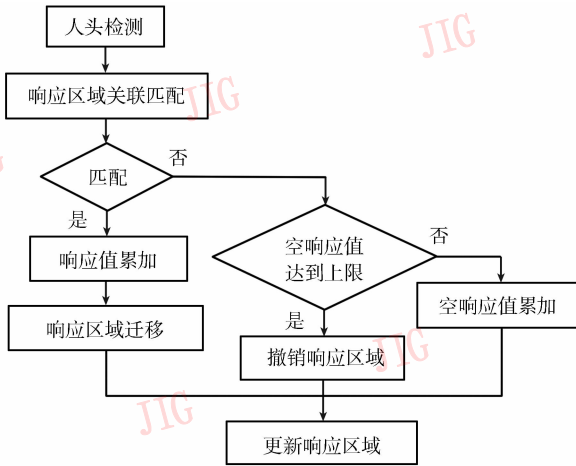 人头检测
JIG
响应区域关联匹配
JIG
否
匹配
是
否
空响应值
达到上限
响应值累加
空响应值累加
响应区域迁移
是
撤销响应区域
JIG
JIG
更新响应区域